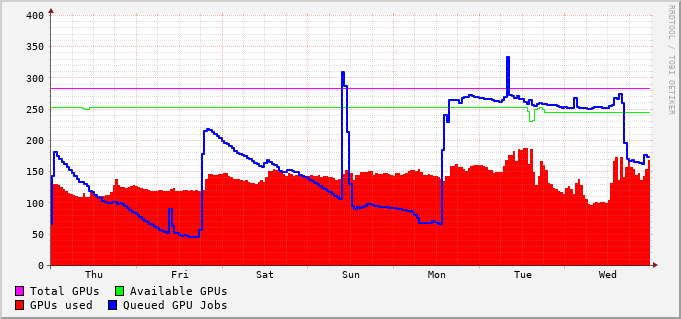 400
350
300
250
200
150
100
50
0
Thu Fri Sat Sun Mon Tue Wed
RRDTOOL / TOBI OETIKER
Total GPUs Available GPUs
GPUs used Queued GPU Jobs